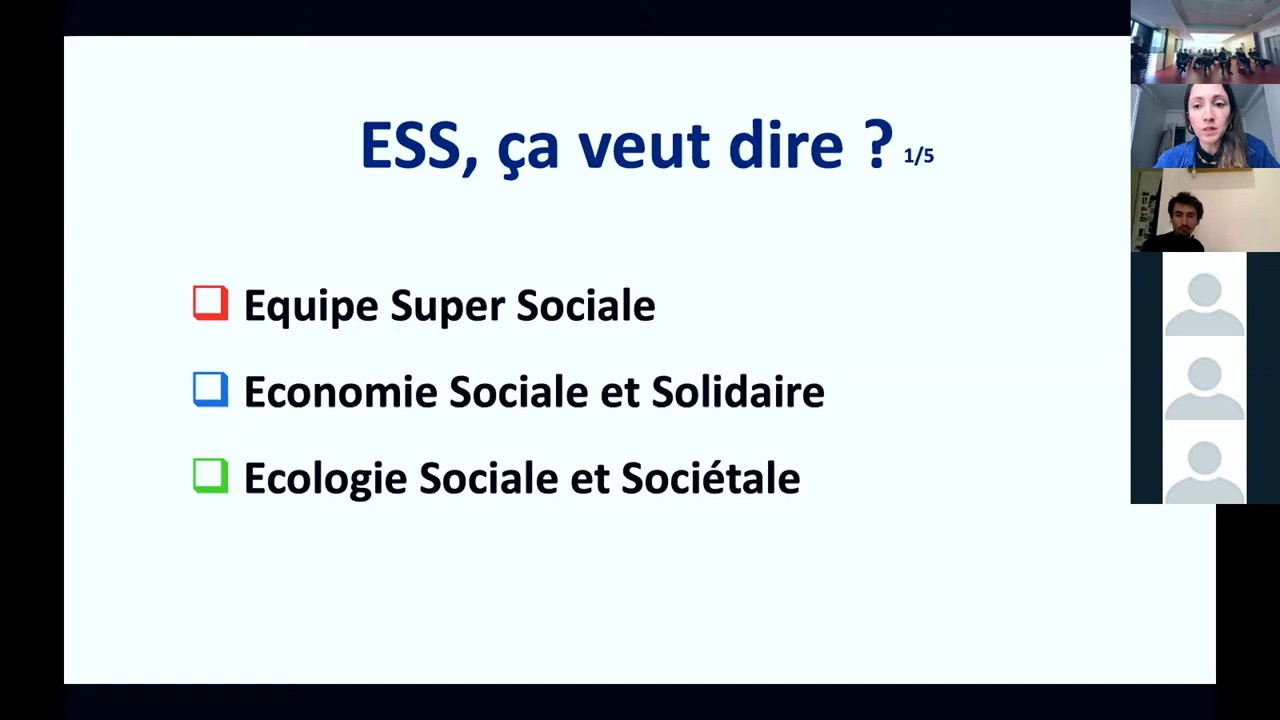 ESS, ça veut dire ? 1/5
Equipe Super Sociale
Economie Sociale et Solidaire
Ecologie Sociale et Sociétale